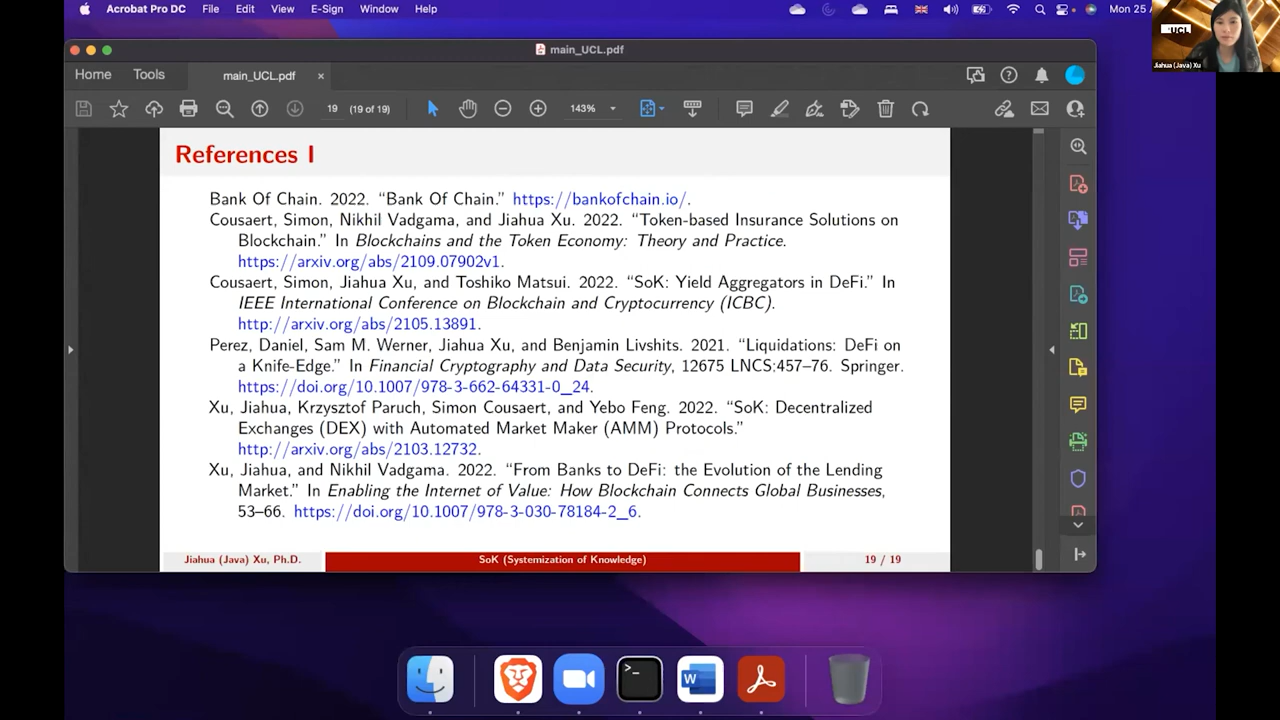 Acrobat Pro DC File Edit View E-Sign Window Help Mon 25
UCL
Jiahua (Java) Xu
main_UCL.pdf
Home Tools main_UCL.pdf ×
19 (19 of 19) 143%
References I
Bank Of Chain. 2022. “Bank Of Chain.” https://bankofchain.io/.
Cousaert, Simon, Nikhil Vadgama, and Jiahua Xu. 2022. “Token-based Insurance Solutions on
Blockchain.” In Blockchains and the Token Economy: Theory and Practice.
https://arxiv.org/abs/2109.07902v1.
Cousaert, Simon, Jiahua Xu, and Toshiko Matsui. 2022. “SoK: Yield Aggregators in DeFi.” In
IEEE International Conference on Blockchain and Cryptocurrency (ICBC).
http://arxiv.org/abs/2105.13891.
Perez, Daniel, Sam M. Werner, Jiahua Xu, and Benjamin Livshits. 2021. “Liquidations: DeFi on
a Knife-Edge.” In Financial Cryptography and Data Security, 12675 LNCS:457–76. Springer.
https://doi.org/10.1007/978-3-662-64331-0_24.
Xu, Jiahua, Krzysztof Paruch, Simon Cousaert, and Yebo Feng. 2022. “SoK: Decentralized
Exchanges (DEX) with Automated Market Maker (AMM) Protocols.”
http://arxiv.org/abs/2103.12732.
Xu, Jiahua, and Nikhil Vadgama. 2022. “From Banks to DeFi: the Evolution of the Lending
Market.” In Enabling the Internet of Value: How Blockchain Connects Global Businesses,
53–66. https://doi.org/10.1007/978-3-030-78184-2_6.
Jiahua (Java) Xu, Ph.D. SoK (Systemization of Knowledge) 19 / 19
W